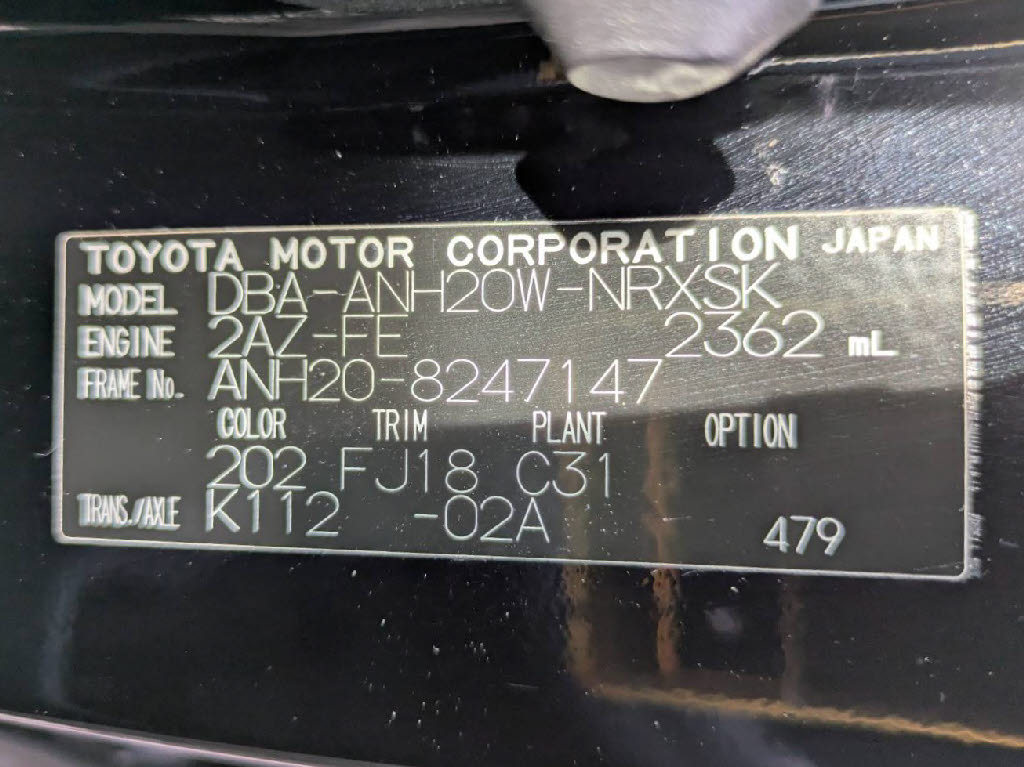 TOYOTA MOTOR CORPORATION JAPAN
MODEL DBA-ANH20W-NRXSK
ENGINE 2AZ-FE 2362 mL
FRAME No. ANH20-8247147
COLOR TRIM PLANT OPTION
202 FJ18 C31
TRANS./AXLE K112 -02A 479